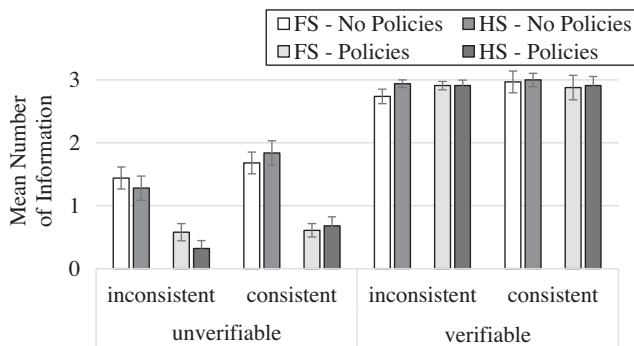 FS - No Policies HS - No Policies
FS - Policies HS - Policies
Mean Number
of Information
3
2
1
0
inconsistent consistent inconsistent consistent
unverifiable verifiable